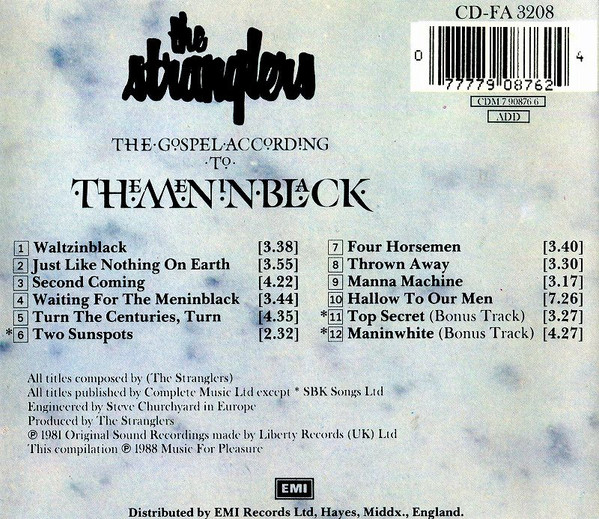 CD-FA 3208
0 77779 08762 4
CDM 7 90876 6
ADD
the
stranglers
THE·GOSPEL·ACCORDING
·TO·
THEMENINBLACK
1 Waltzinblack [3.38]
2 Just Like Nothing On Earth [3.55]
3 Second Coming [4.22]
4 Waiting For The Meninblack [3.44]
5 Turn The Centuries, Turn [4.35]
*6 Two Sunspots [2.32]
7 Four Horsemen [3.40]
8 Thrown Away [3.30]
9 Manna Machine [3.17]
10 Hallow To Our Men [7.26]
*11 Top Secret (Bonus Track) [3.27]
*12 Maninwhite (Bonus Track) [4.27]
All titles composed by (The Stranglers)
All titles published by Complete Music Ltd except * SBK Songs Ltd
Engineered by Steve Churchyard in Europe
Produced by The Stranglers
℗ 1981 Original Sound Recordings made by Liberty Records (UK) Ltd
This compilation ℗ 1988 Music For Pleasure
EMI
Distributed by EMI Records Ltd, Hayes, Middx., England.